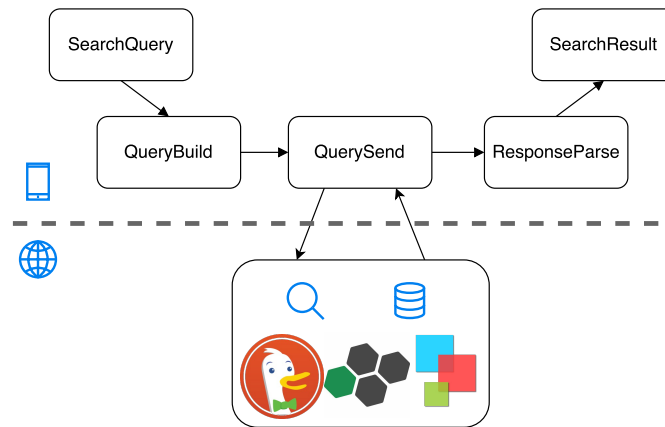 SearchQuery
SearchResult
QueryBuild
QuerySend
ResponseParse